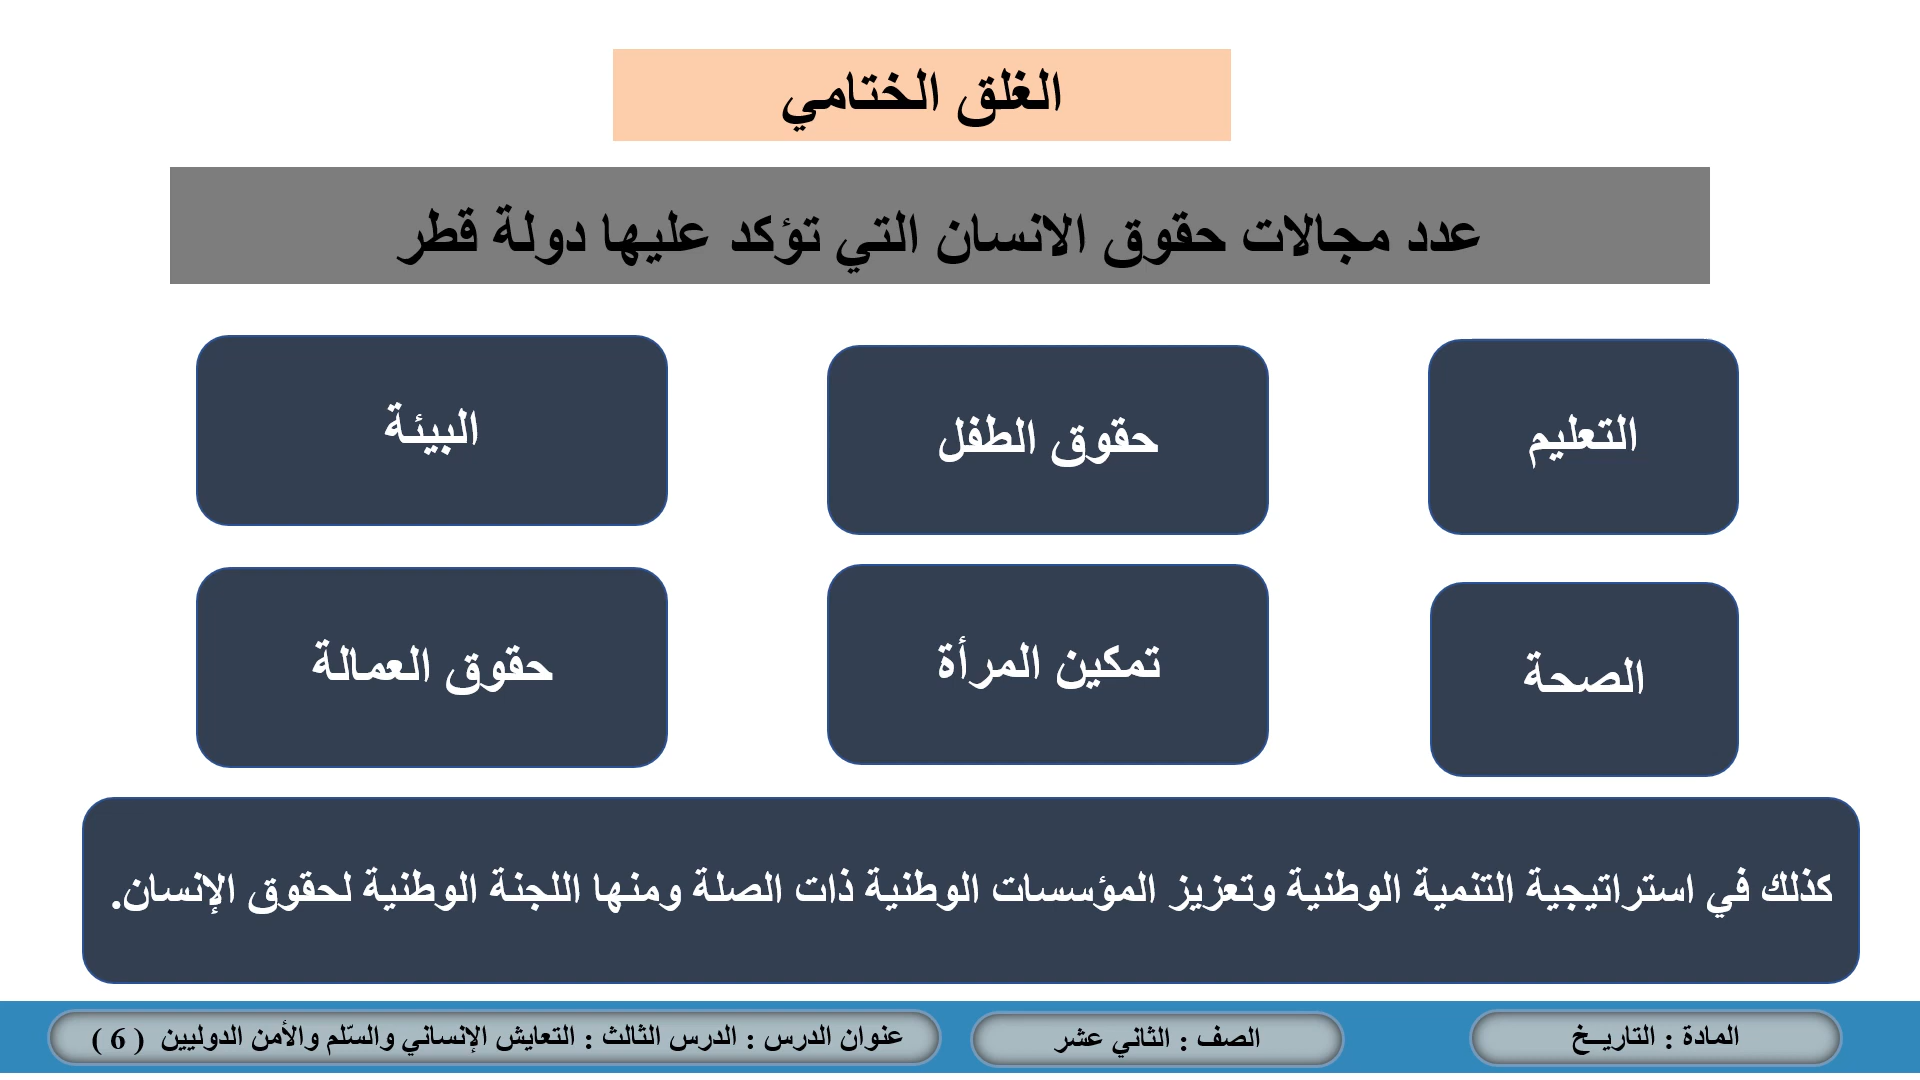 الغلق الختامي
عدد مجالات حقوق الانسان التي تؤكد عليها دولة قطر
التعليم
حقوق الطفل
البيئة
الصحة
تمكين المرأة
حقوق العمالة
كذلك في استراتيجية التنمية الوطنية وتعزيز المؤسسات الوطنية ذات الصلة ومنها اللجنة الوطنية لحقوق الإنسان.
المادة : التاريــخ
الصف : الثاني عشر
عنوان الدرس : الدرس الثالث : التعايش الإنساني والسّلم والأمن الدوليين ( 6 )